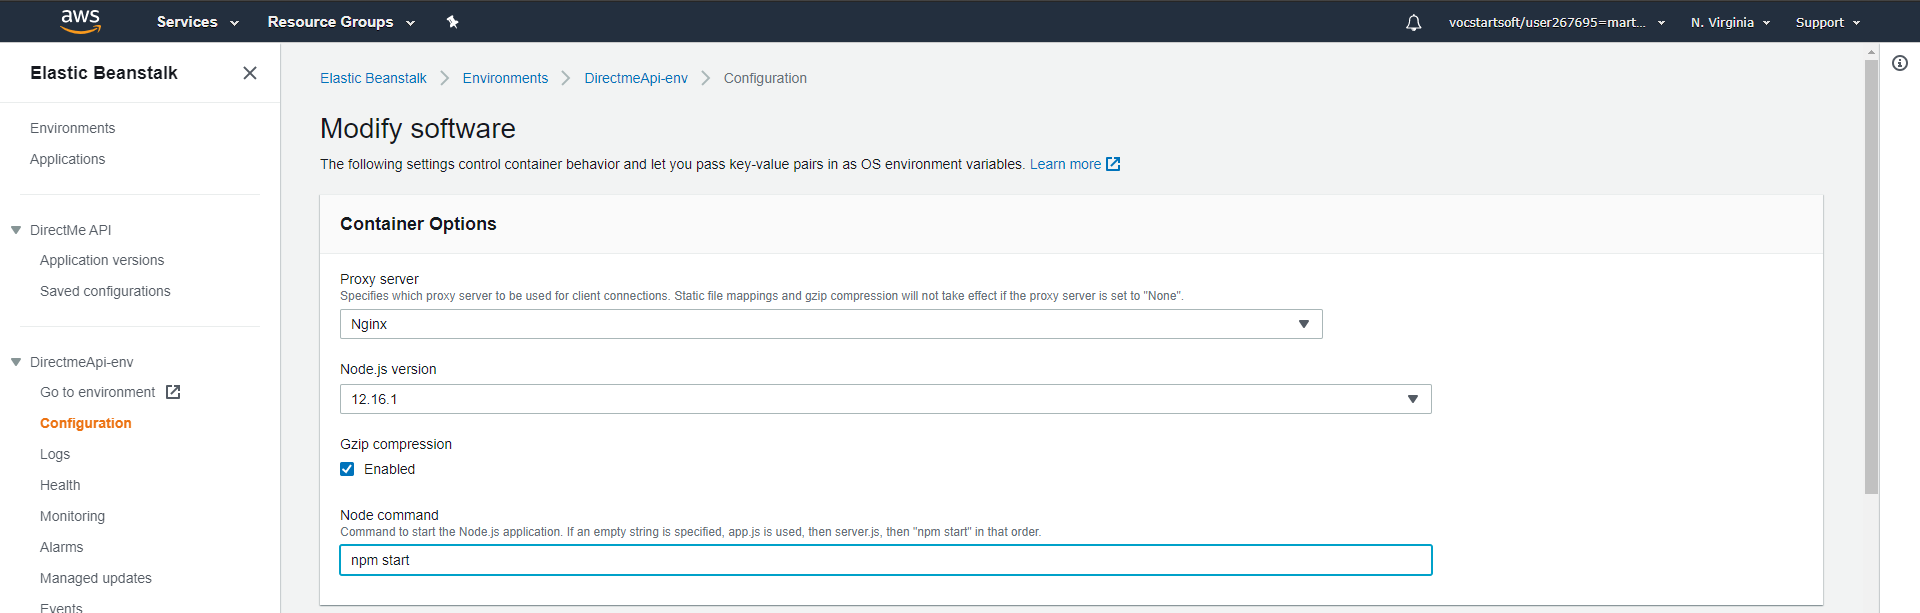 aws Services Resource Groups vocstartsoft/user267695=mart... N. Virginia Support
Elastic Beanstalk
Environments
Applications
DirectMe API
Application versions
Saved configurations
DirectmeApi-env
Go to environment
Configuration
Logs
Health
Monitoring
Alarms
Managed updates
Events
Elastic Beanstalk Environments DirectmeApi-env Configuration
Modify software
The following settings control container behavior and let you pass key-value pairs in as OS environment variables. Learn more
Container Options
Proxy server
Specifies which proxy server to be used for client connections. Static file mappings and gzip compression will not take effect if the proxy server is set to "None".
Nginx
Node.js version
12.16.1
Gzip compression
Enabled
Node command
Command to start the Node.js application. If an empty string is specified, app.js is used, then server.js, then "npm start" in that order.
npm start